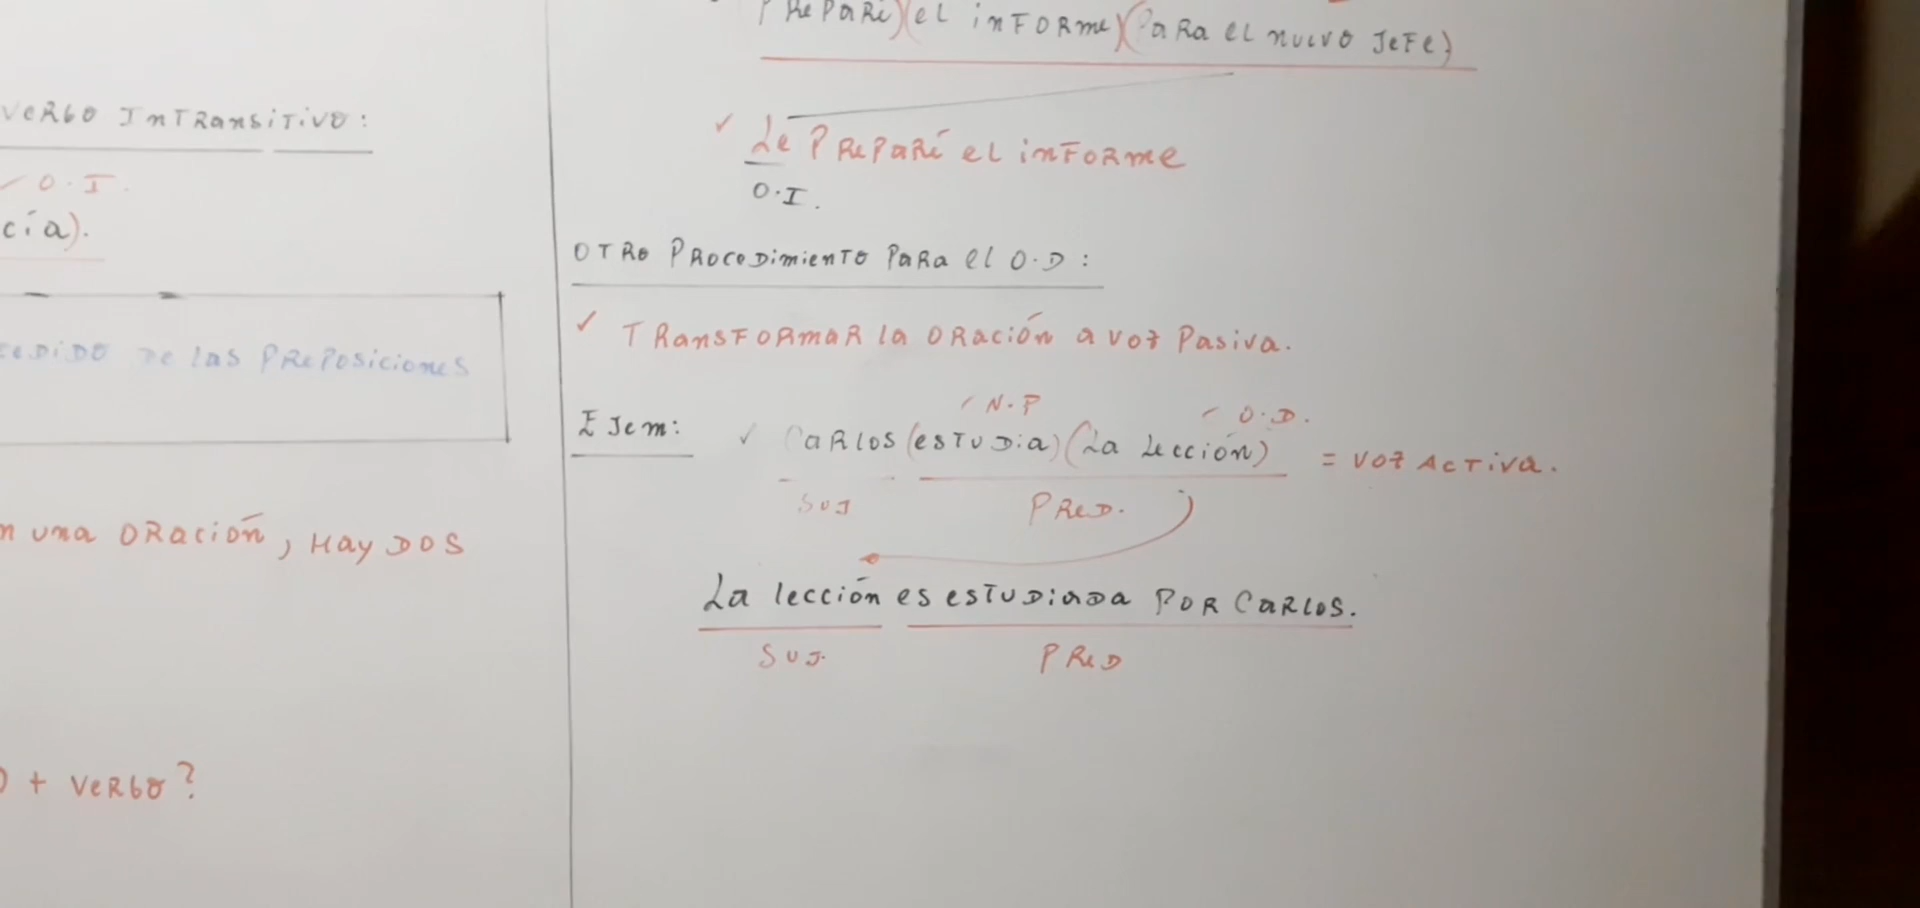 VERBO INTRANSITIVO:
O.I.
cía).
DE LAS PREPOSICIONES
UNA ORACIÓN, HAY DOS
+ VERBO?
PREPARÉ)(EL INFORME)(PARA EL NUEVO JEFE)
LE PREPARÉ EL INFORME
O.I.
OTRO PROCEDIMIENTO PARA EL O.D:
TRANSFORMAR LA ORACIÓN A VOZ PASIVA.
N.P O.D.
EJEM: CARLOS (ESTUDIA)(LA LECCIÓN) = VOZ ACTIVA.
SUJ PRED.
LA LECCIÓN ES ESTUDIADA POR CARLOS.
SUJ. PRED